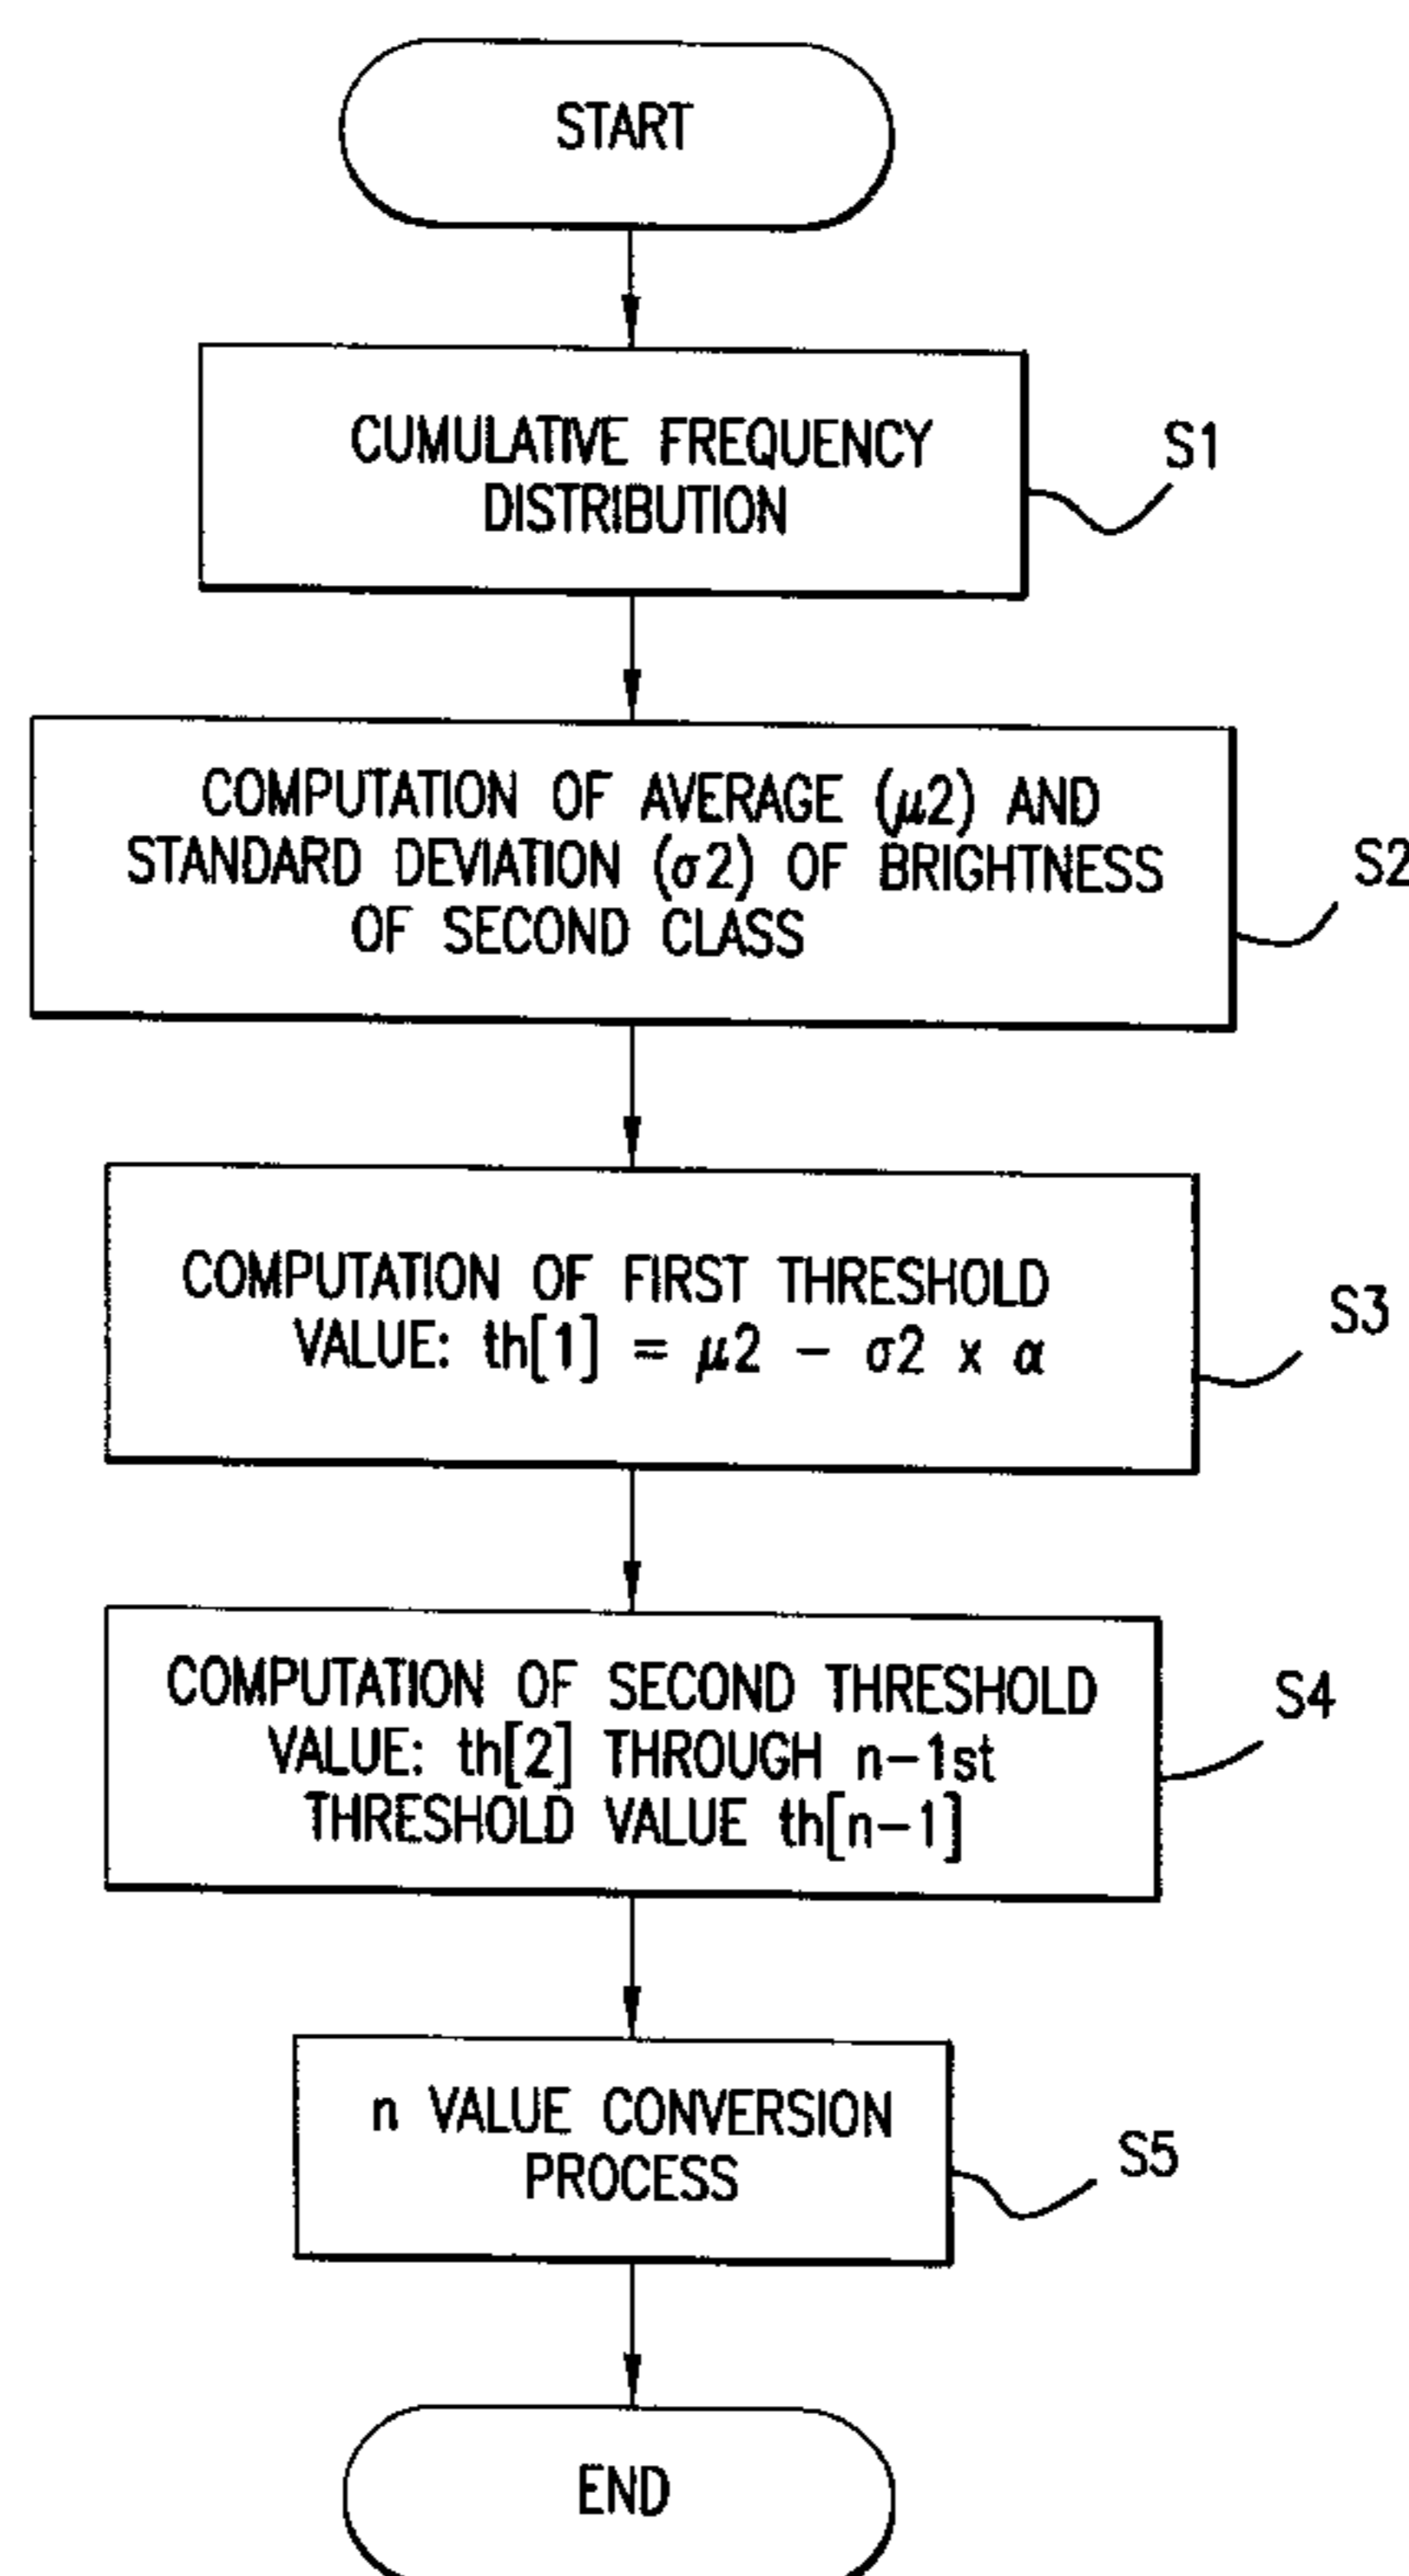 START
CUMULATIVE FREQUENCY
DISTRIBUTION
S1
COMPUTATION OF AVERAGE (μ2) AND
STANDARD DEVIATION (σ2) OF BRIGHTNESS
OF SECOND CLASS
S2
COMPUTATION OF FIRST THRESHOLD
VALUE: th[1] = μ2 - σ2 x α
S3
COMPUTATION OF SECOND THRESHOLD
VALUE: th[2] THROUGH n-1st
THRESHOLD VALUE th[n-1]
S4
n VALUE CONVERSION
PROCESS
S5
END